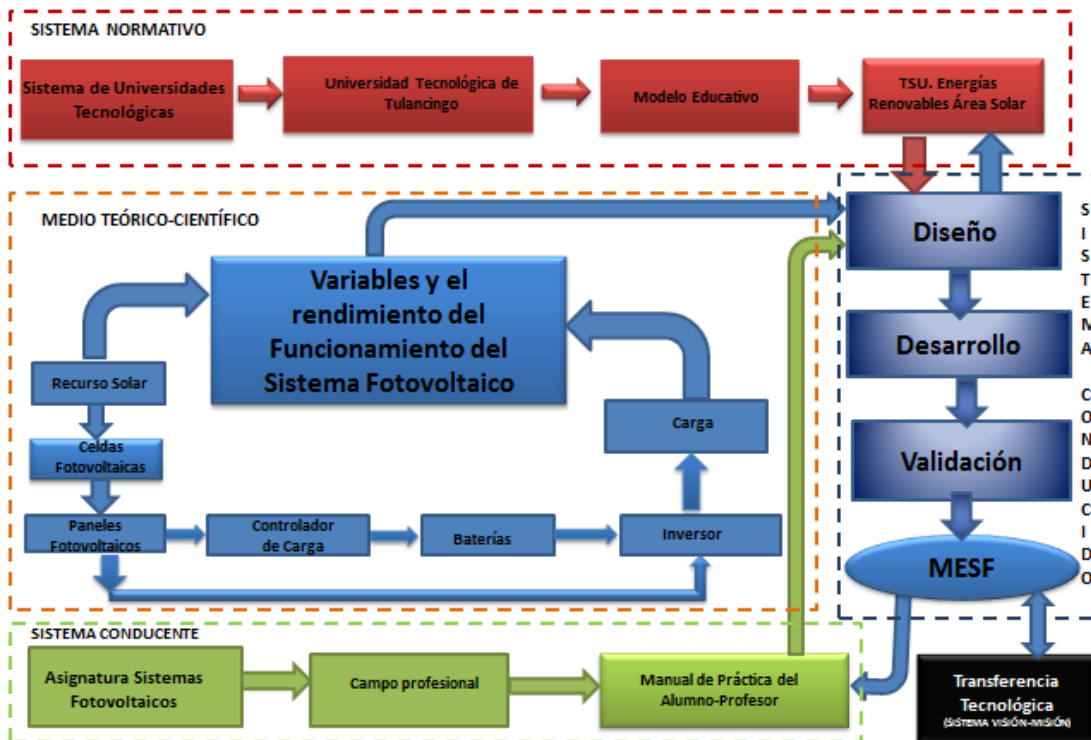 SISTEMA NORMATIVO
Sistema de Universidades
Tecnológicas
Universidad Tecnológica de
Tulancingo
Modelo Educativo
TSU. Energías
Renovables Área Solar
MEDIO TEÓRICO-CIENTÍFICO
Variables y el
rendimiento del
Funcionamiento del
Sistema Fotovoltaico
Recurso Solar
Celdas
Fotovoltaicas
Paneles
Fotovoltaicos
Controlador
de Carga
Baterías
Inversor
Carga
Diseño
Desarrollo
Validación
MESF
S
I
S
T
E
M
A
C
O
N
D
U
C
I
D
O
SISTEMA CONDUCENTE
Asignatura Sistemas
Fotovoltaicos
Campo profesional
Manual de Práctica del
Alumno-Profesor
Transferencia
Tecnológica
(SISTEMA VISIÓN-MISIÓN)